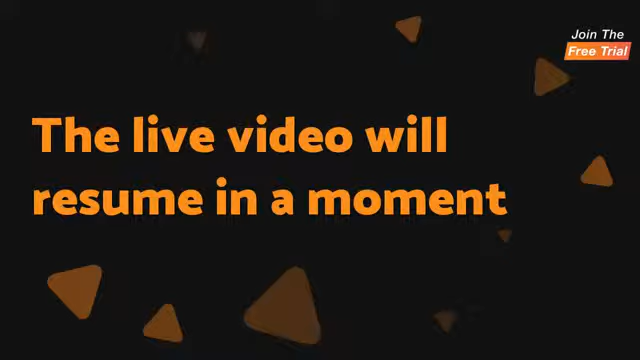 Join The
Free Trial
The live video will
resume in a moment